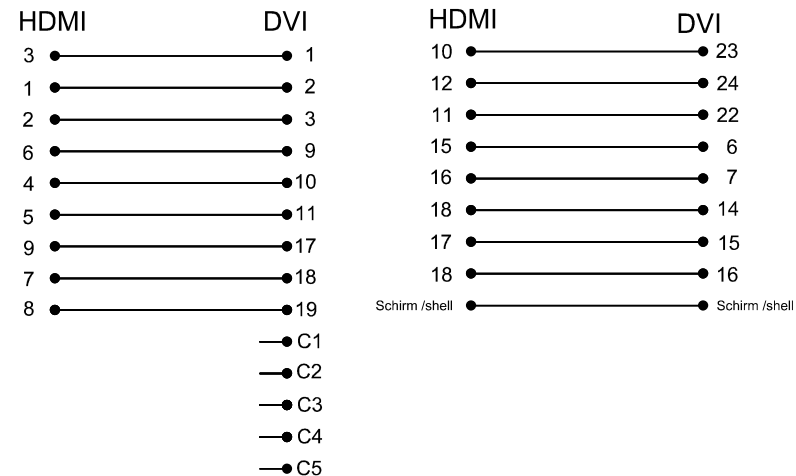 HDMI DVI
3 1
1 2
2 3
6 9
4 10
5 11
9 17
7 18
8 19
C1
C2
C3
C4
C5
HDMI DVI
10 23
12 24
11 22
15 6
16 7
18 14
17 15
18 16
Schirm /shell Schirm /shell